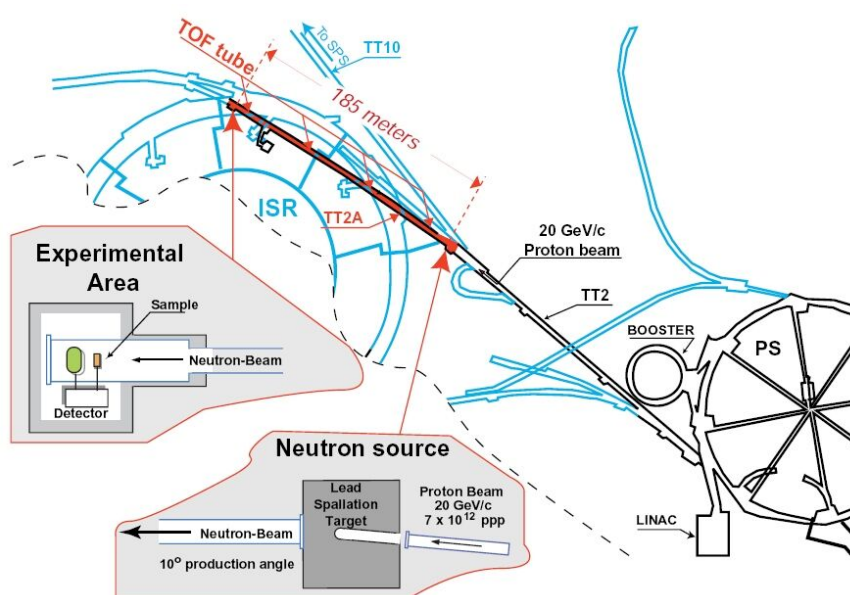 To SPS
TT10
TOF tube
185 meters
ISR
TT2A
20 GeV/c
Proton beam
TT2
BOOSTER
PS
LINAC
Experimental
Area
Sample
Neutron-Beam
Detector
Neutron source
Lead
Spallation
Target
Proton Beam
20 GeV/c
7 x 10¹² ppp
Neutron-Beam
10° production angle